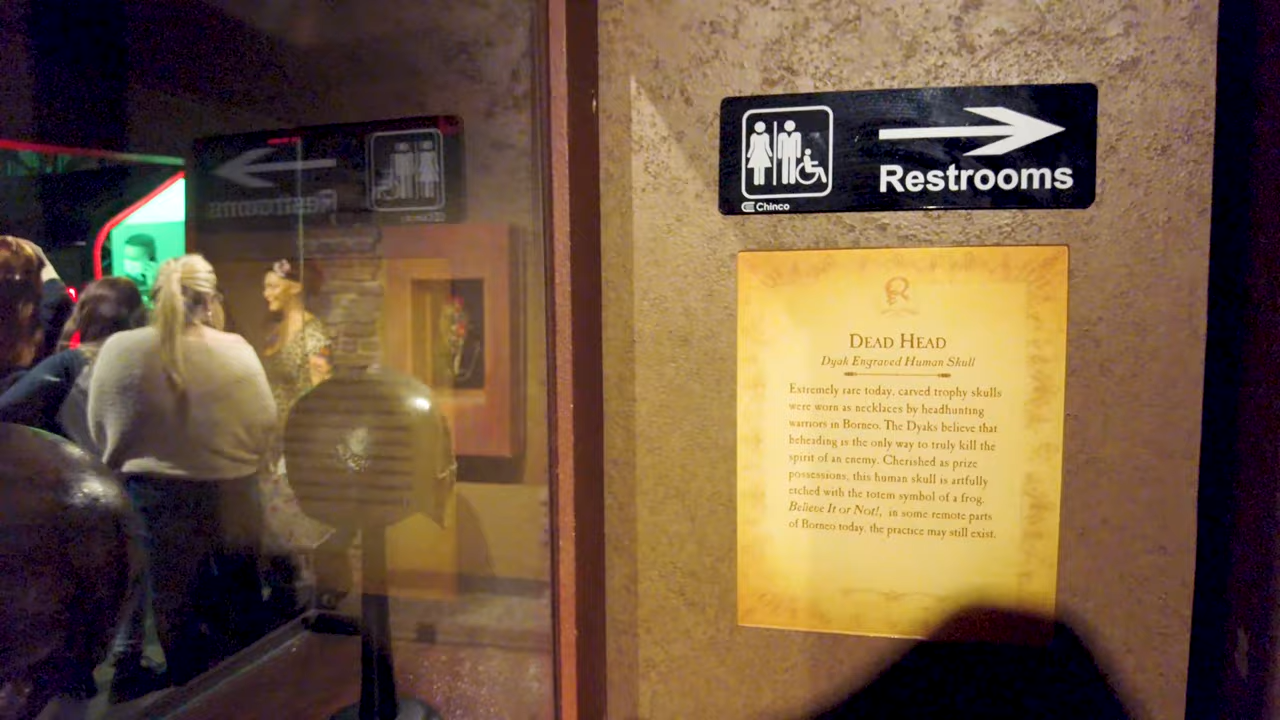 Restrooms
Chinco
R
DEAD HEAD
Dyak Engraved Human Skull
Extremely rare today, carved trophy skulls
were worn as necklaces by headhunting
warriors in Borneo. The Dyaks believe that
beheading is the only way to truly kill the
spirit of an enemy. Cherished as prize
possessions, this human skull is artfully
etched with the totem symbol of a frog.
Believe It or Not!, in some remote parts
of Borneo today, the practice may still exist.